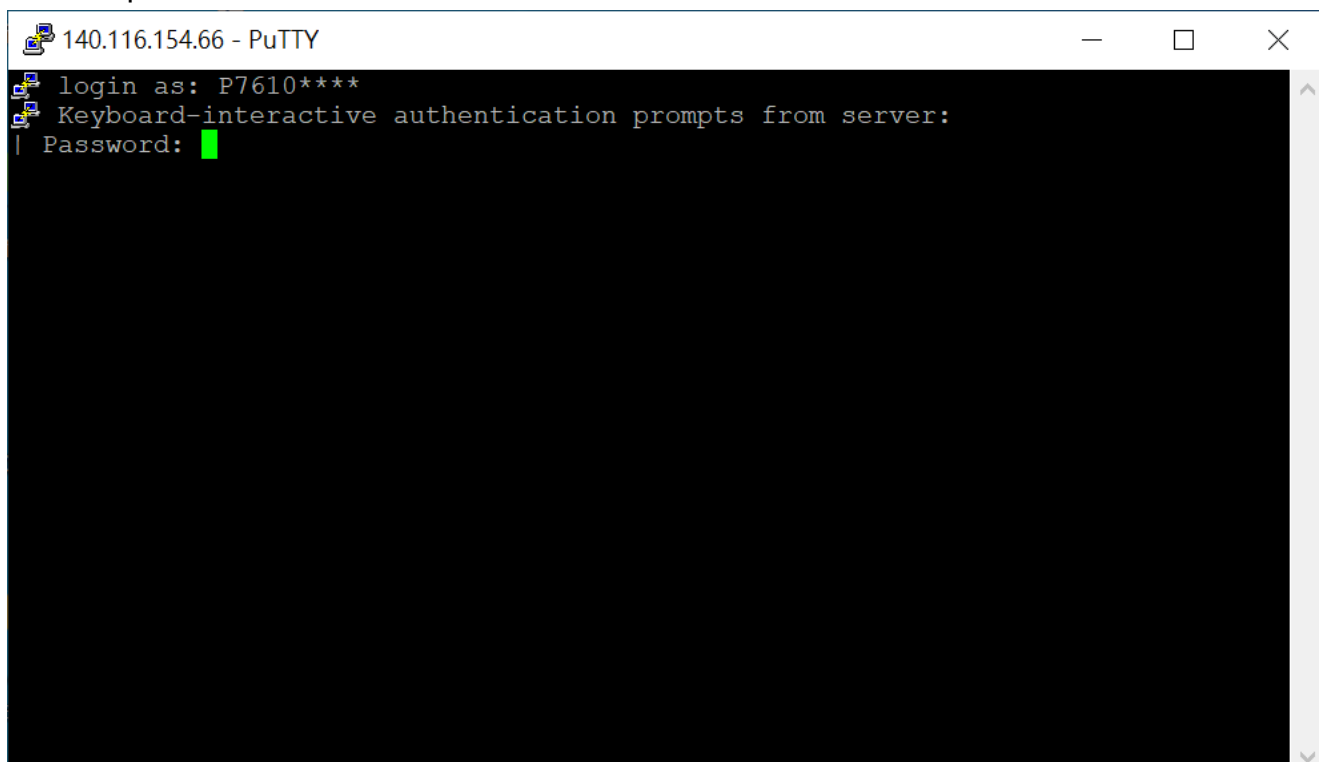 140.116.154.66 - PuTTY
login as: P7610****
Keyboard-interactive authentication prompts from server:
| Password: